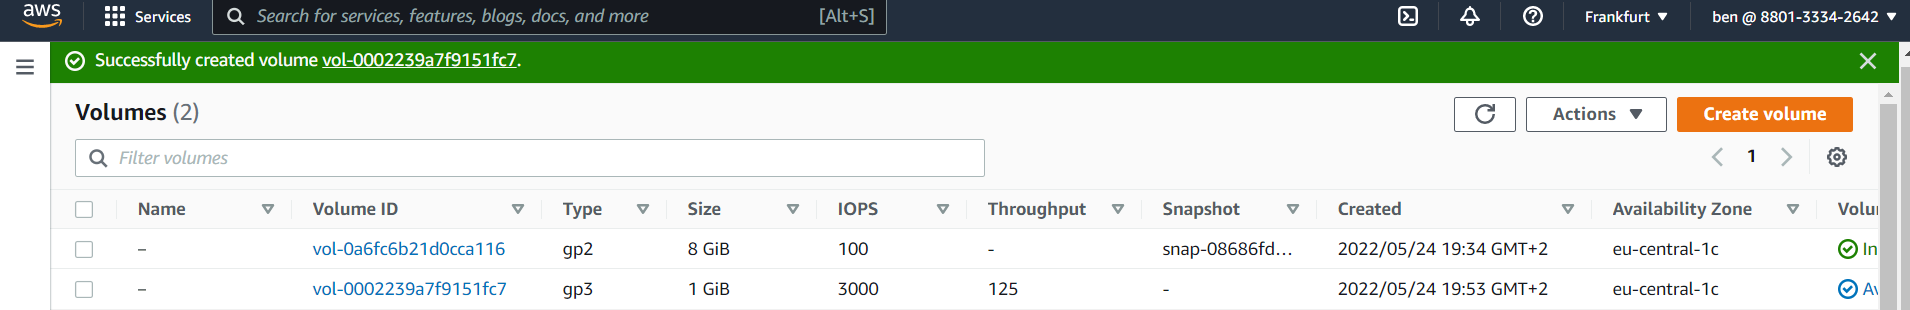 aws Services Search for services, features, blogs, docs, and more [Alt+S] Frankfurt ben @ 8801-3334-2642
Successfully created volume vol-0002239a7f9151fc7.
Volumes (2) Actions Create volume
Filter volumes 1
Name Volume ID Type Size IOPS Throughput Snapshot Created Availability Zone Volu
– vol-0a6fc6b21d0cca116 gp2 8 GiB 100 - snap-08686fd... 2022/05/24 19:34 GMT+2 eu-central-1c In
– vol-0002239a7f9151fc7 gp3 1 GiB 3000 125 - 2022/05/24 19:53 GMT+2 eu-central-1c Av